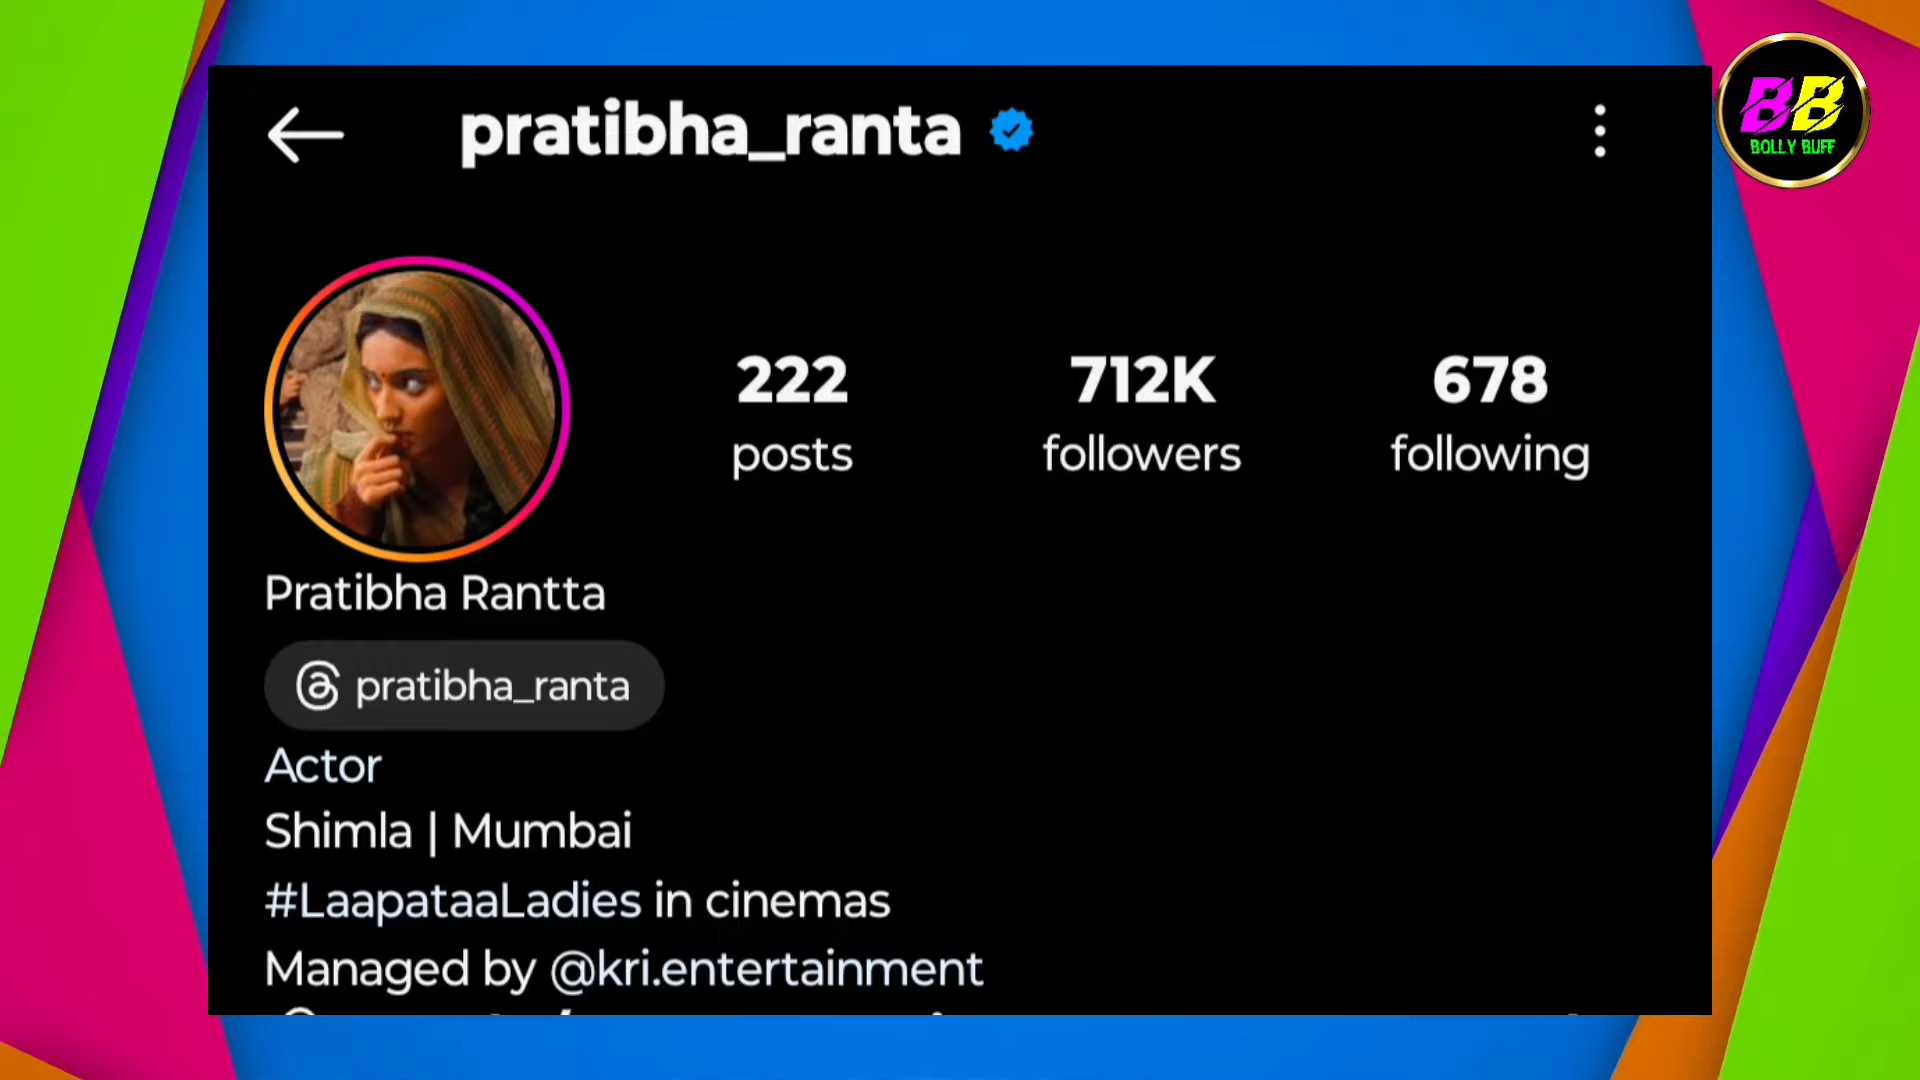 pratibha_ranta
BB
BOLLY BUFF
222
posts
712K
followers
678
following
Pratibha Rantta
pratibha_ranta
Actor
Shimla | Mumbai
#LaapataaLadies in cinemas
Managed by @kri.entertainment